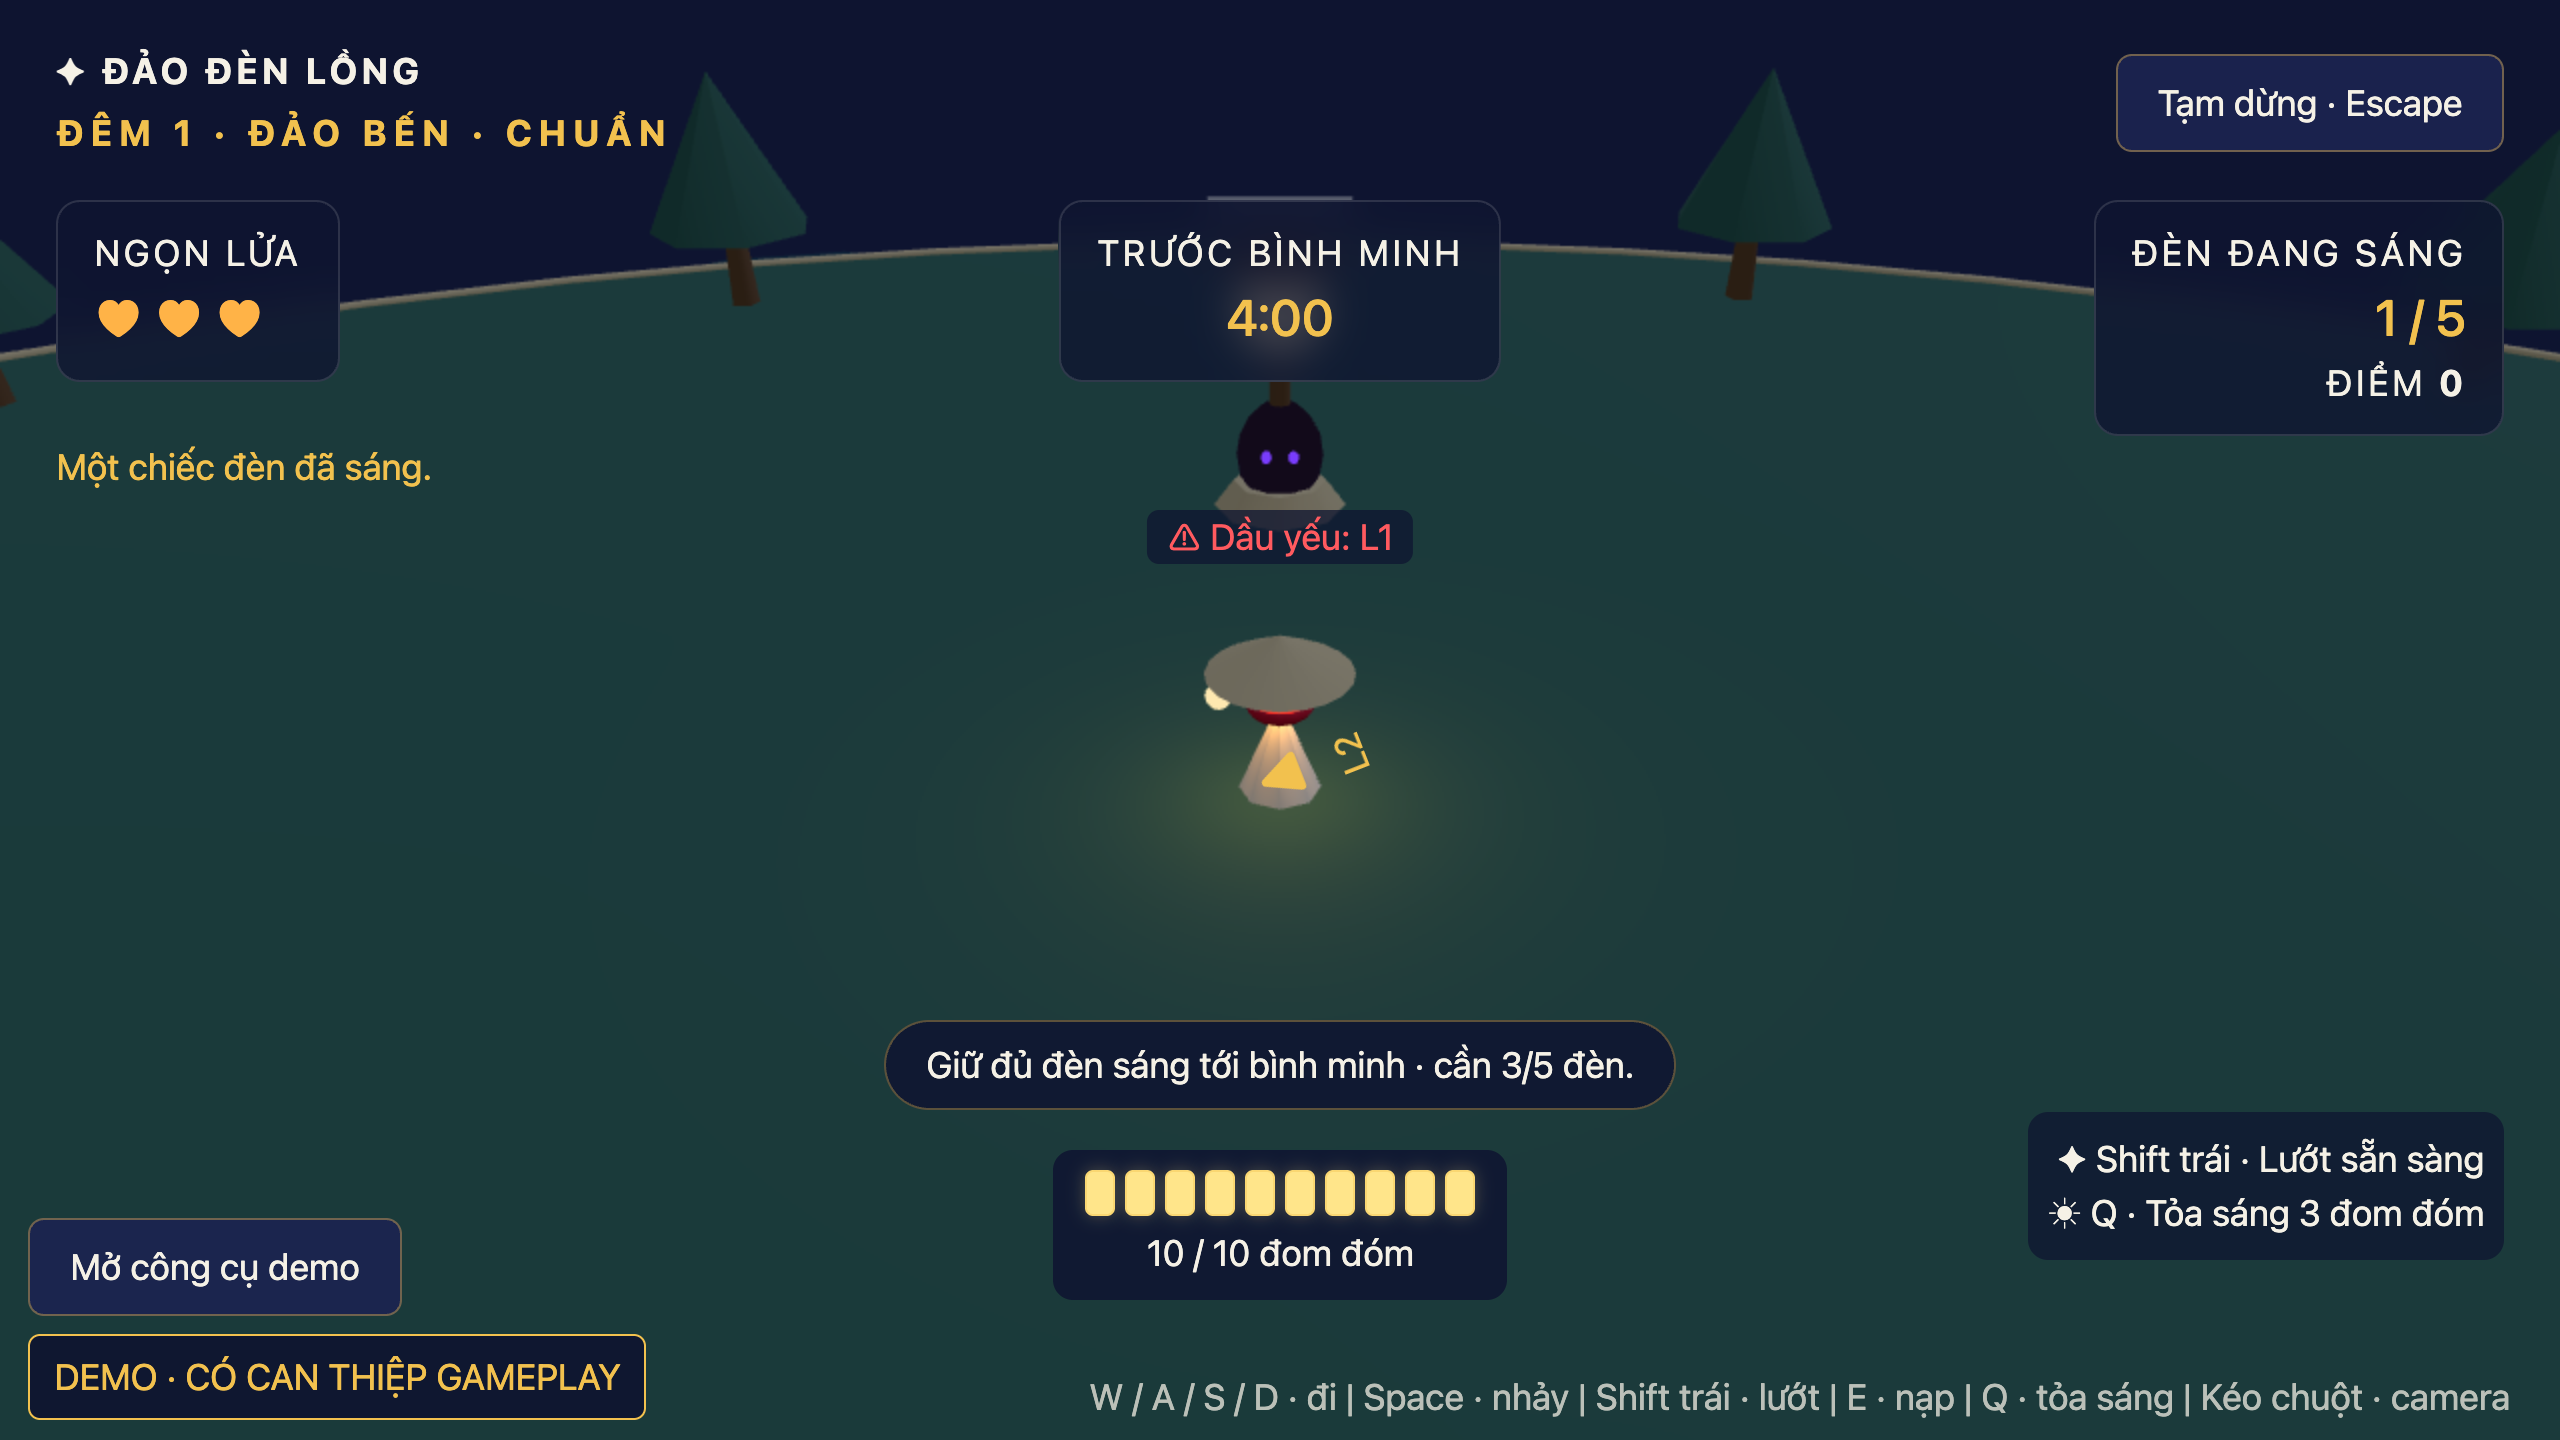 ✦ ĐẢO ĐÈN LỒNG
ĐÊM 1 · ĐẢO BẾN · CHUẨN
Tạm dừng · Escape
NGỌN LỬA
TRƯỚC BÌNH MINH
4:00
ĐÈN ĐANG SÁNG
1 / 5
ĐIỂM 0
Một chiếc đèn đã sáng.
⚠ Dầu yếu: L1
L2
Giữ đủ đèn sáng tới bình minh · cần 3/5 đèn.
10 / 10 đom đóm
✦ Shift trái · Lướt sẵn sàng
☀ Q · Tỏa sáng 3 đom đóm
Mở công cụ demo
DEMO · CÓ CAN THIỆP GAMEPLAY
W / A / S / D · đi | Space · nhảy | Shift trái · lướt | E · nạp | Q · tỏa sáng | Kéo chuột · camera